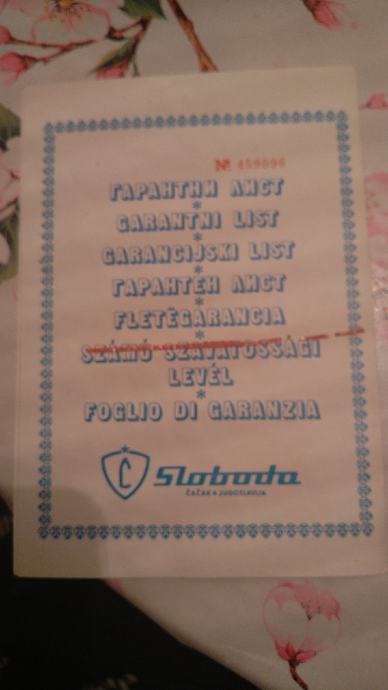 № 459096
ГАРАНТНИ ЛИСТ
*
GARANTNI LIST
*
GARANCIJSKI LIST
*
ГАРАНТЕН ЛИСТ
*
FLETËGARANCIA
*
SZÁMÚ SZAVATOSSÁGI
LEVÉL
*
FOGLIO DI GARANZIA
Č Sloboda
ČAČAK ★ JUGOSLAVIJA